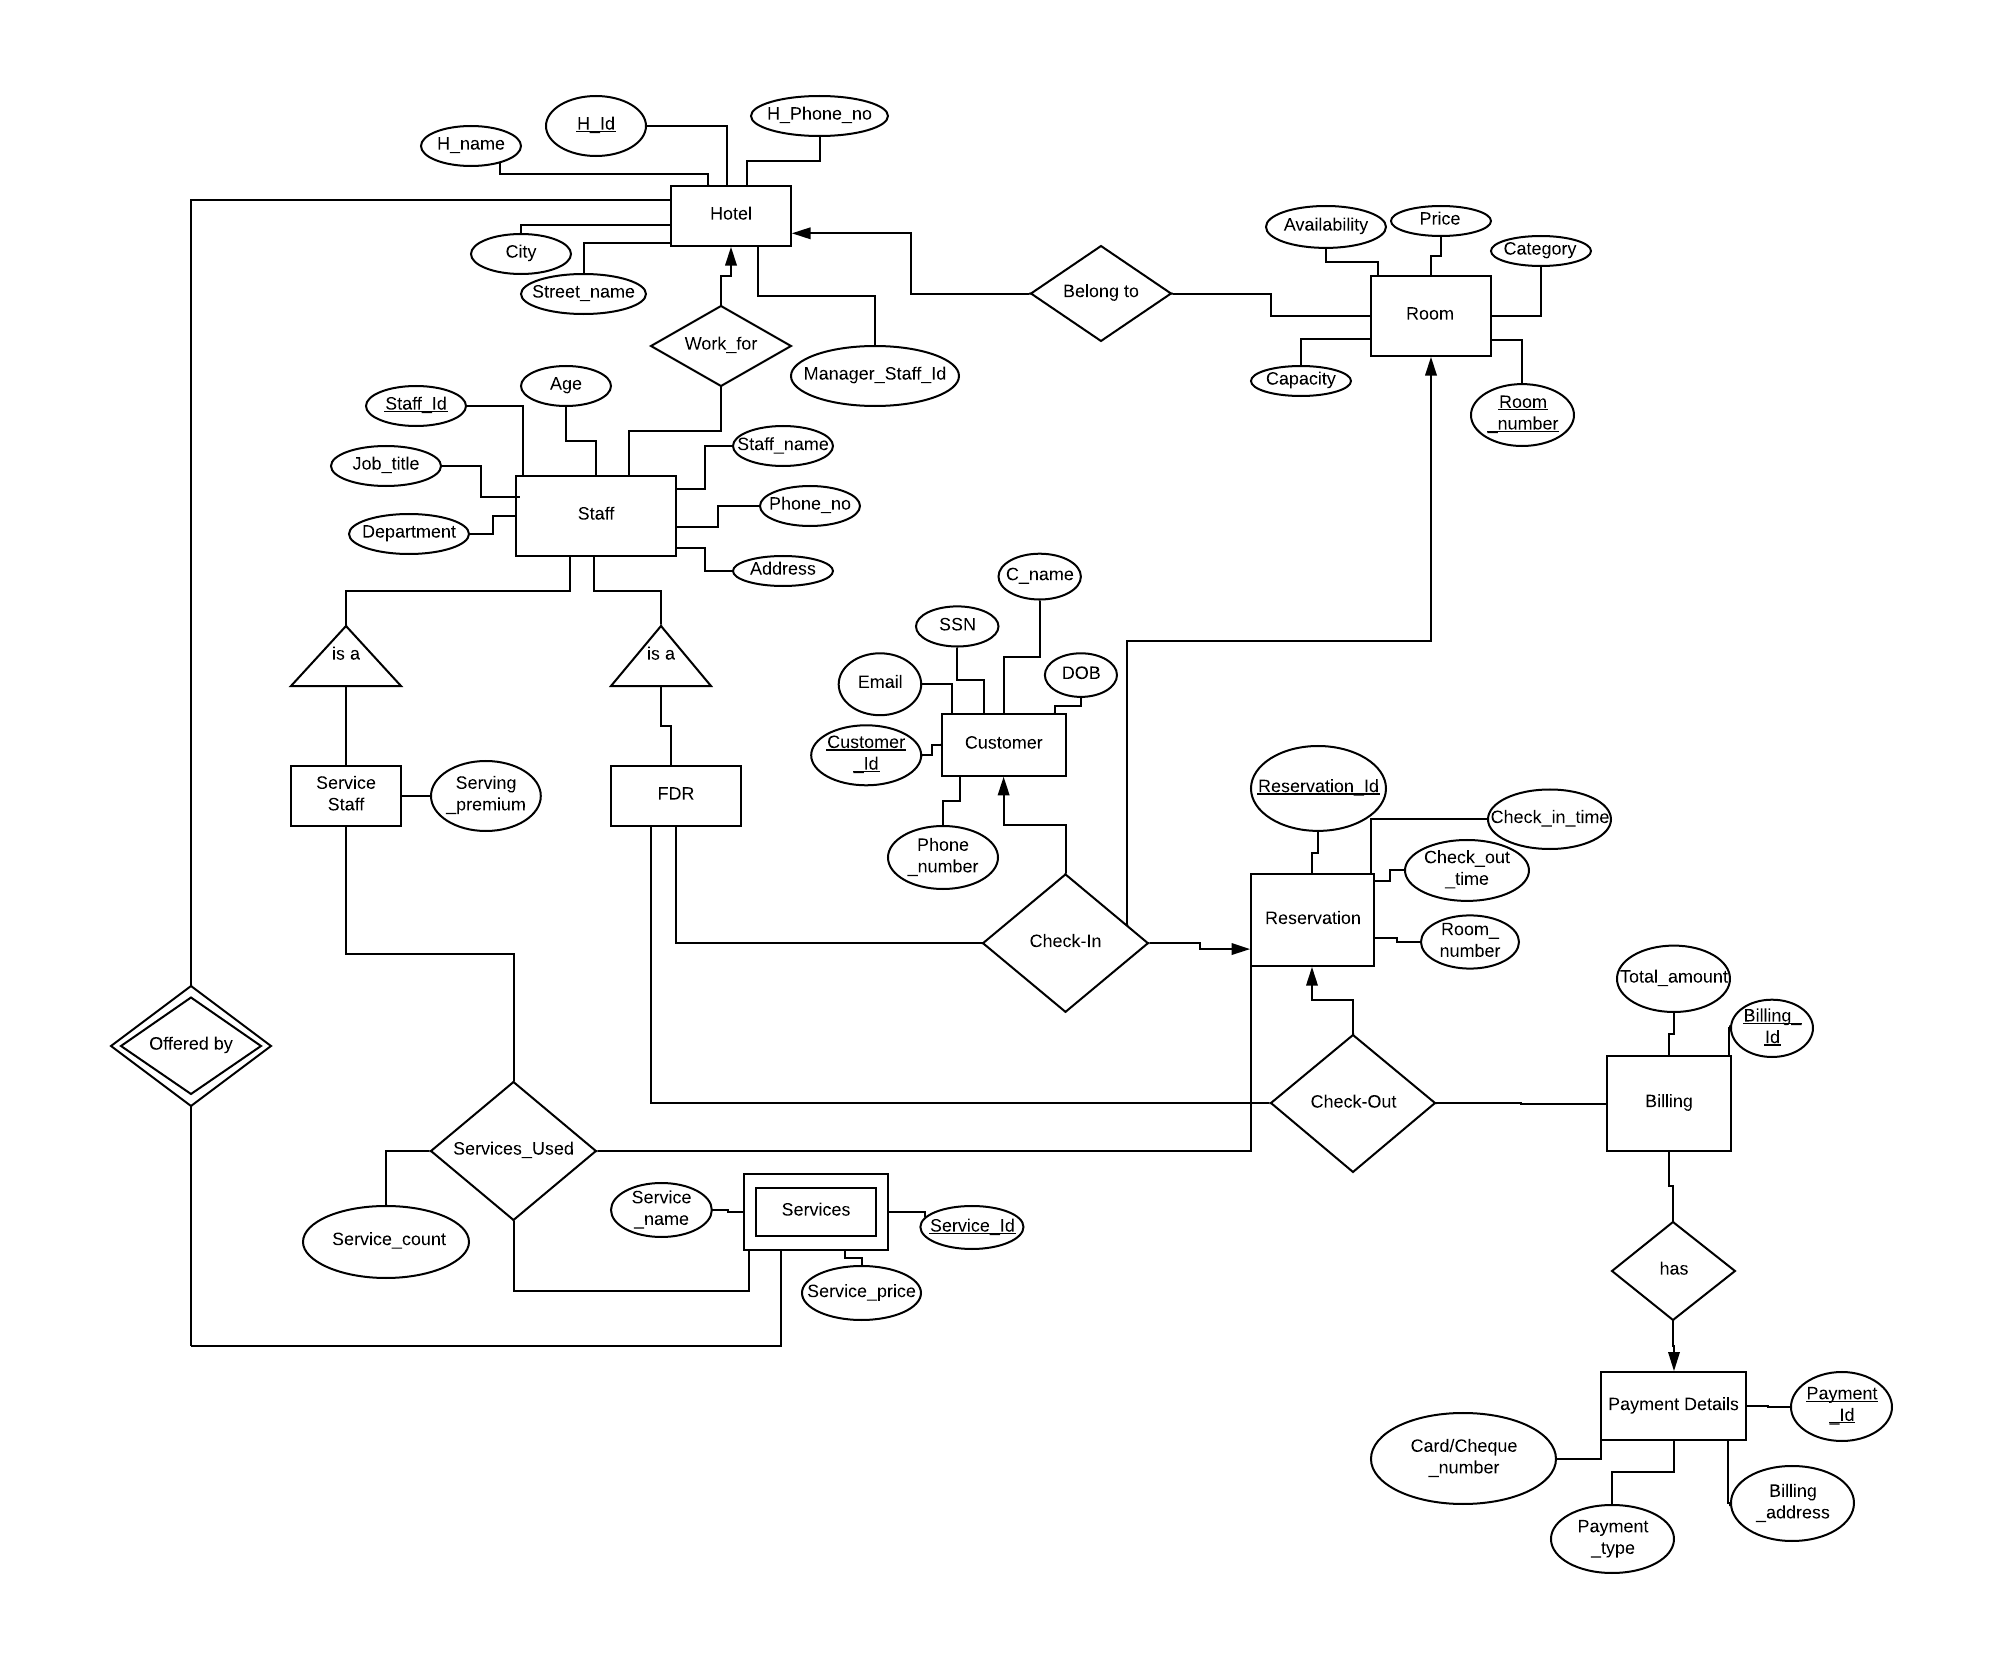 H_Id
H_Phone_no
H_name
Hotel
City
Street_name
Availability
Price
Category
Belong to
Room
Work_for
Manager_Staff_Id
Capacity
Room
_number
Age
Staff_Id
Staff_name
Job_title
Phone_no
Staff
Department
Address
C_name
SSN
is a
is a
Email
DOB
Customer
_Id
Customer
Service
Staff
Serving
_premium
FDR
Reservation_Id
Check_in_time
Phone
_number
Check_out
_time
Reservation
Check-In
Room_
number
Total_amount
Billing_
Id
Offered by
Check-Out
Billing
Services_Used
Service
_name
Services
Service_Id
Service_count
Service_price
has
Payment Details
Payment
_Id
Card/Cheque
_number
Billing
_address
Payment
_type